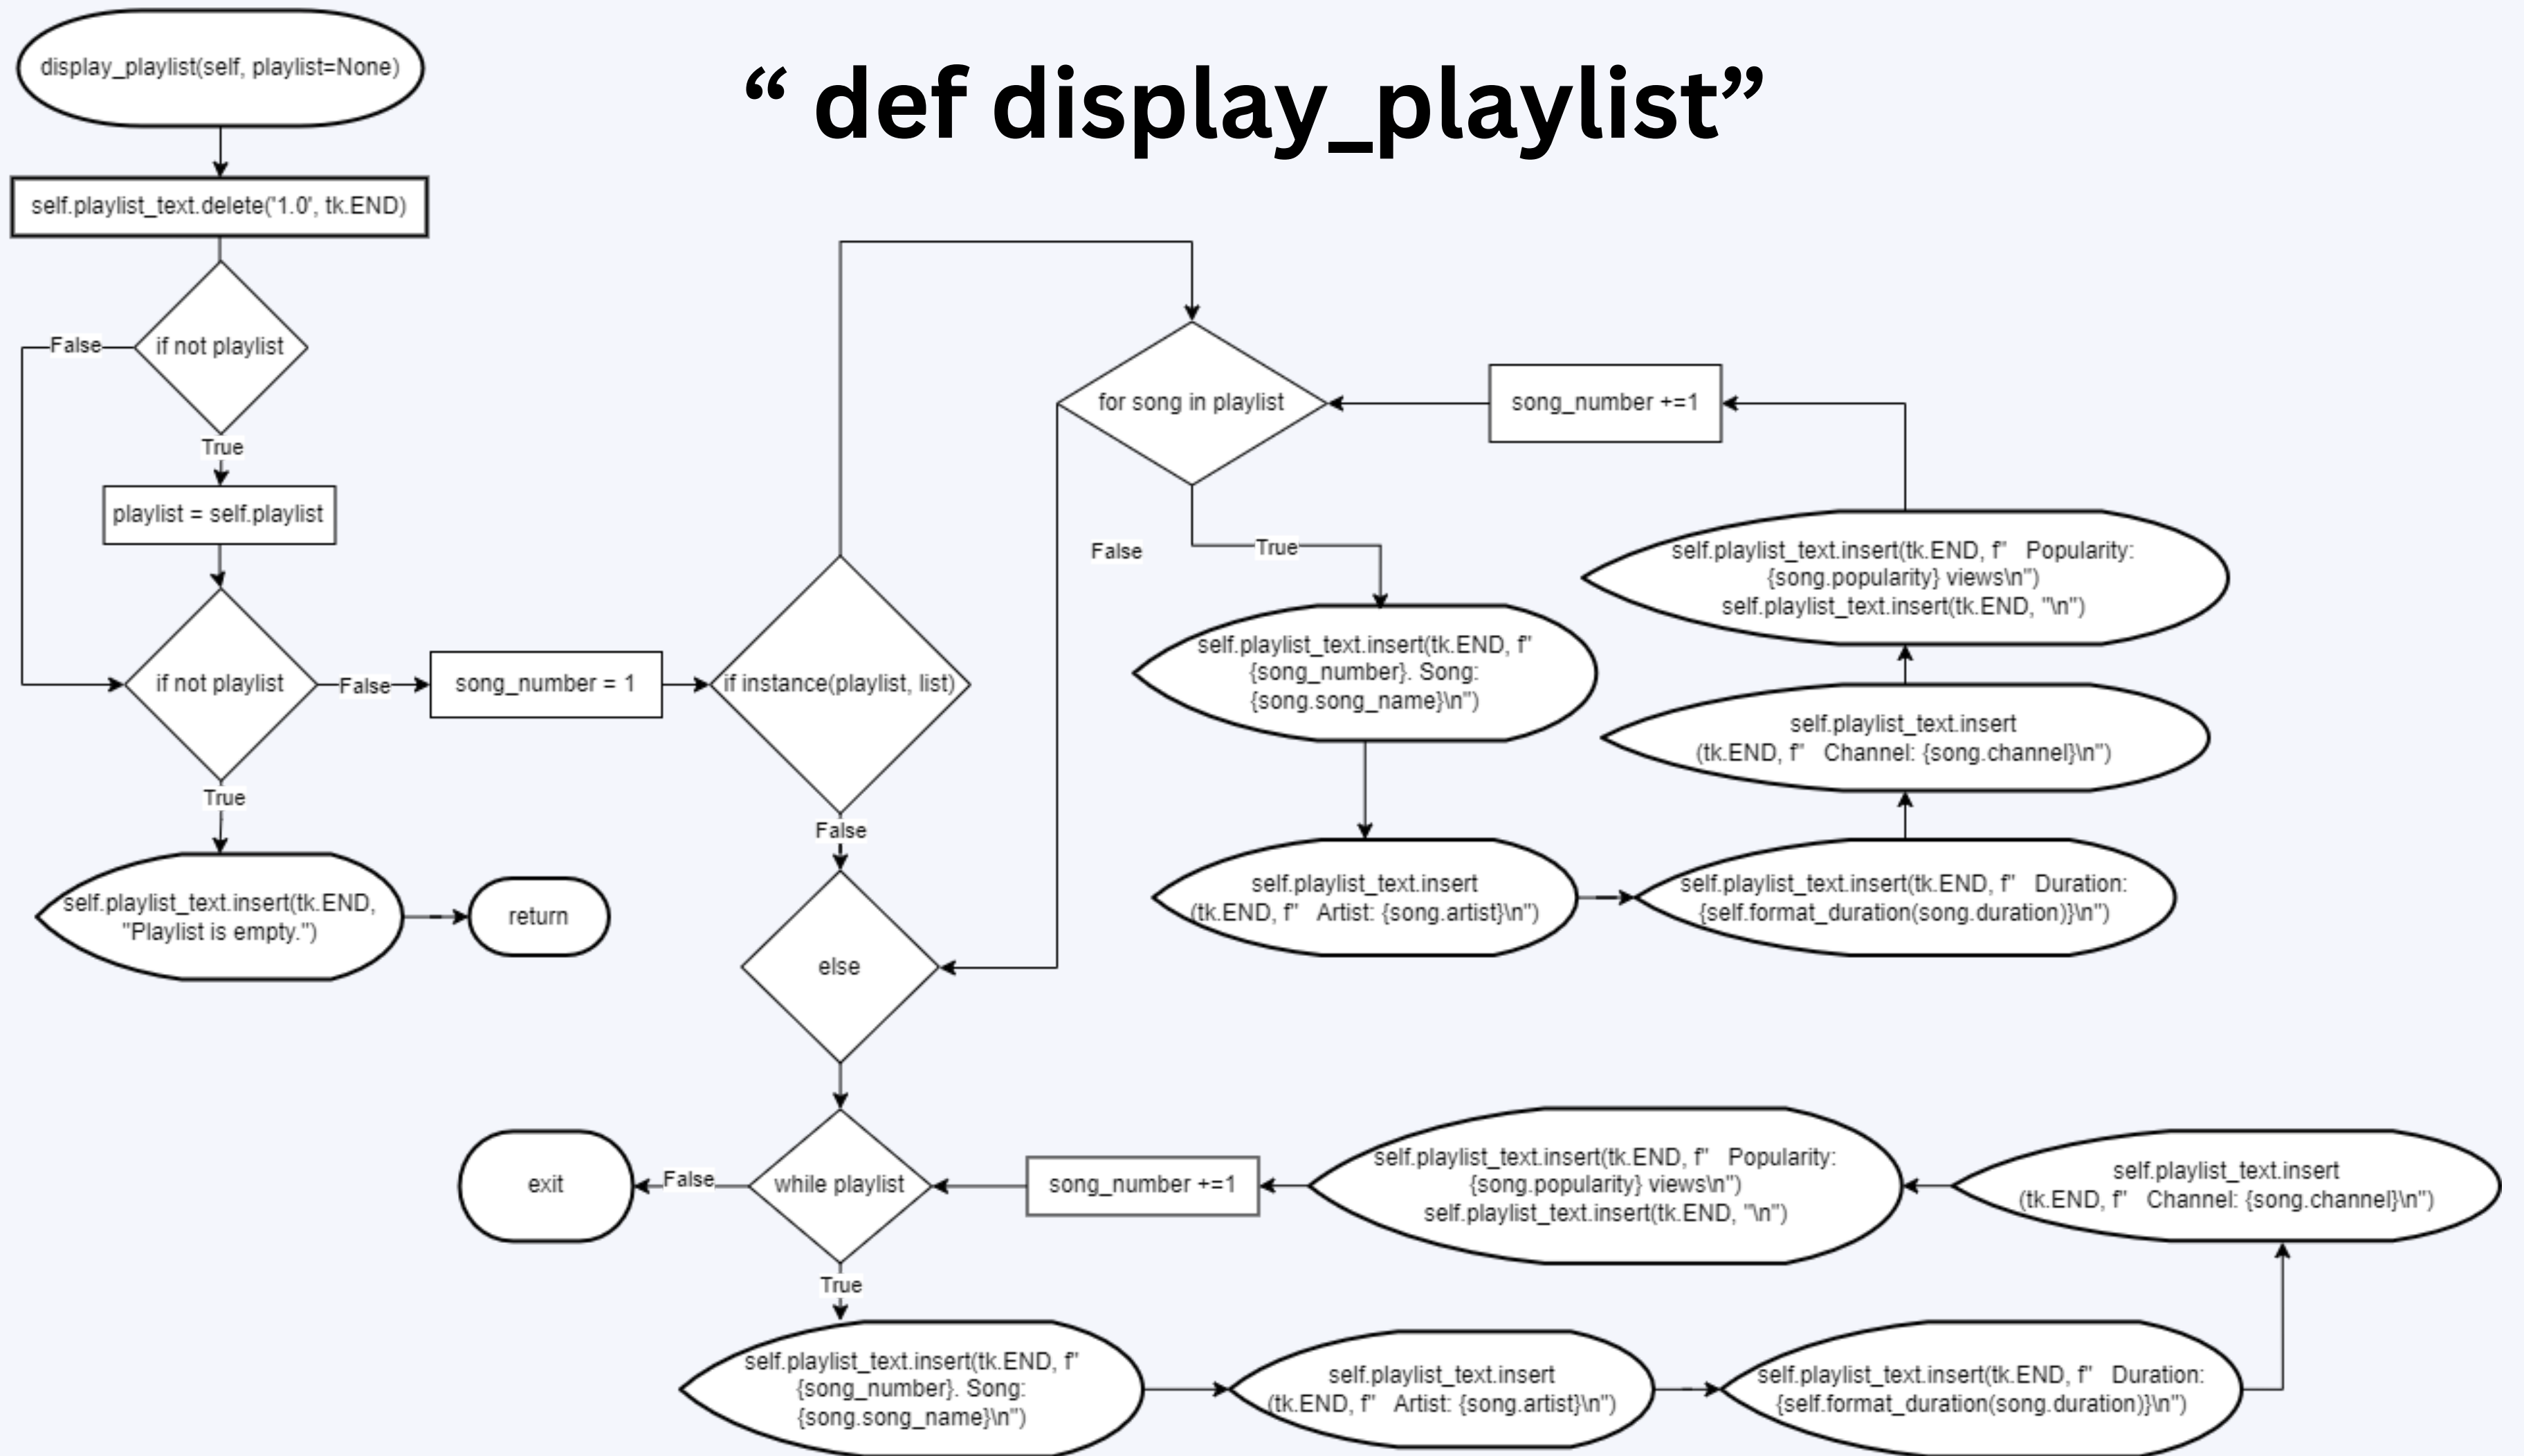 display_playlist(self, playlist=None)
“ def display_playlist”
self.playlist_text.delete('1.0', tk.END)
if not playlist
False
True
playlist = self.playlist
if not playlist
False
song_number = 1
if instance(playlist, list)
True
self.playlist_text.insert(tk.END,
"Playlist is empty.")
return
for song in playlist
song_number +=1
False
True
self.playlist_text.insert(tk.END, f"
{song_number}. Song:
{song.song_name}\n")
self.playlist_text.insert
(tk.END, f"   Artist: {song.artist}\n")
self.playlist_text.insert(tk.END, f"   Duration:
{self.format_duration(song.duration)}\n")
self.playlist_text.insert
(tk.END, f"   Channel: {song.channel}\n")
self.playlist_text.insert(tk.END, f"   Popularity:
{song.popularity} views\n")
self.playlist_text.insert(tk.END, "\n")
False
else
while playlist
False
exit
True
self.playlist_text.insert(tk.END, f"
{song_number}. Song:
{song.song_name}\n")
self.playlist_text.insert
(tk.END, f"   Artist: {song.artist}\n")
self.playlist_text.insert(tk.END, f"   Duration:
{self.format_duration(song.duration)}\n")
self.playlist_text.insert
(tk.END, f"   Channel: {song.channel}\n")
self.playlist_text.insert(tk.END, f"   Popularity:
{song.popularity} views\n")
self.playlist_text.insert(tk.END, "\n")
song_number +=1